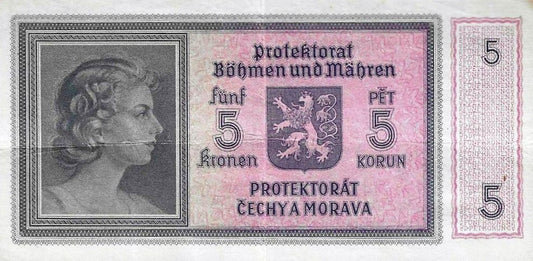 Protektorat
Böhmen und Mähren
fünf PĚT
5 5
Kronen KORUN
PROTEKTORÁT
ČECHY A MORAVA
5
5